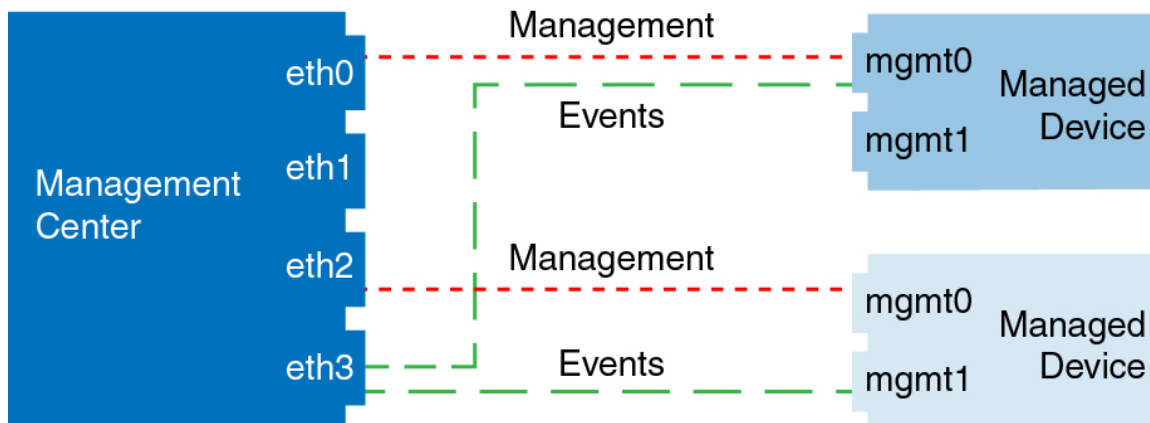 Management
Center
eth0
eth1
eth2
eth3
Management
Events
Management
Events
mgmt0
mgmt1
Managed
Device
mgmt0
mgmt1
Managed
Device